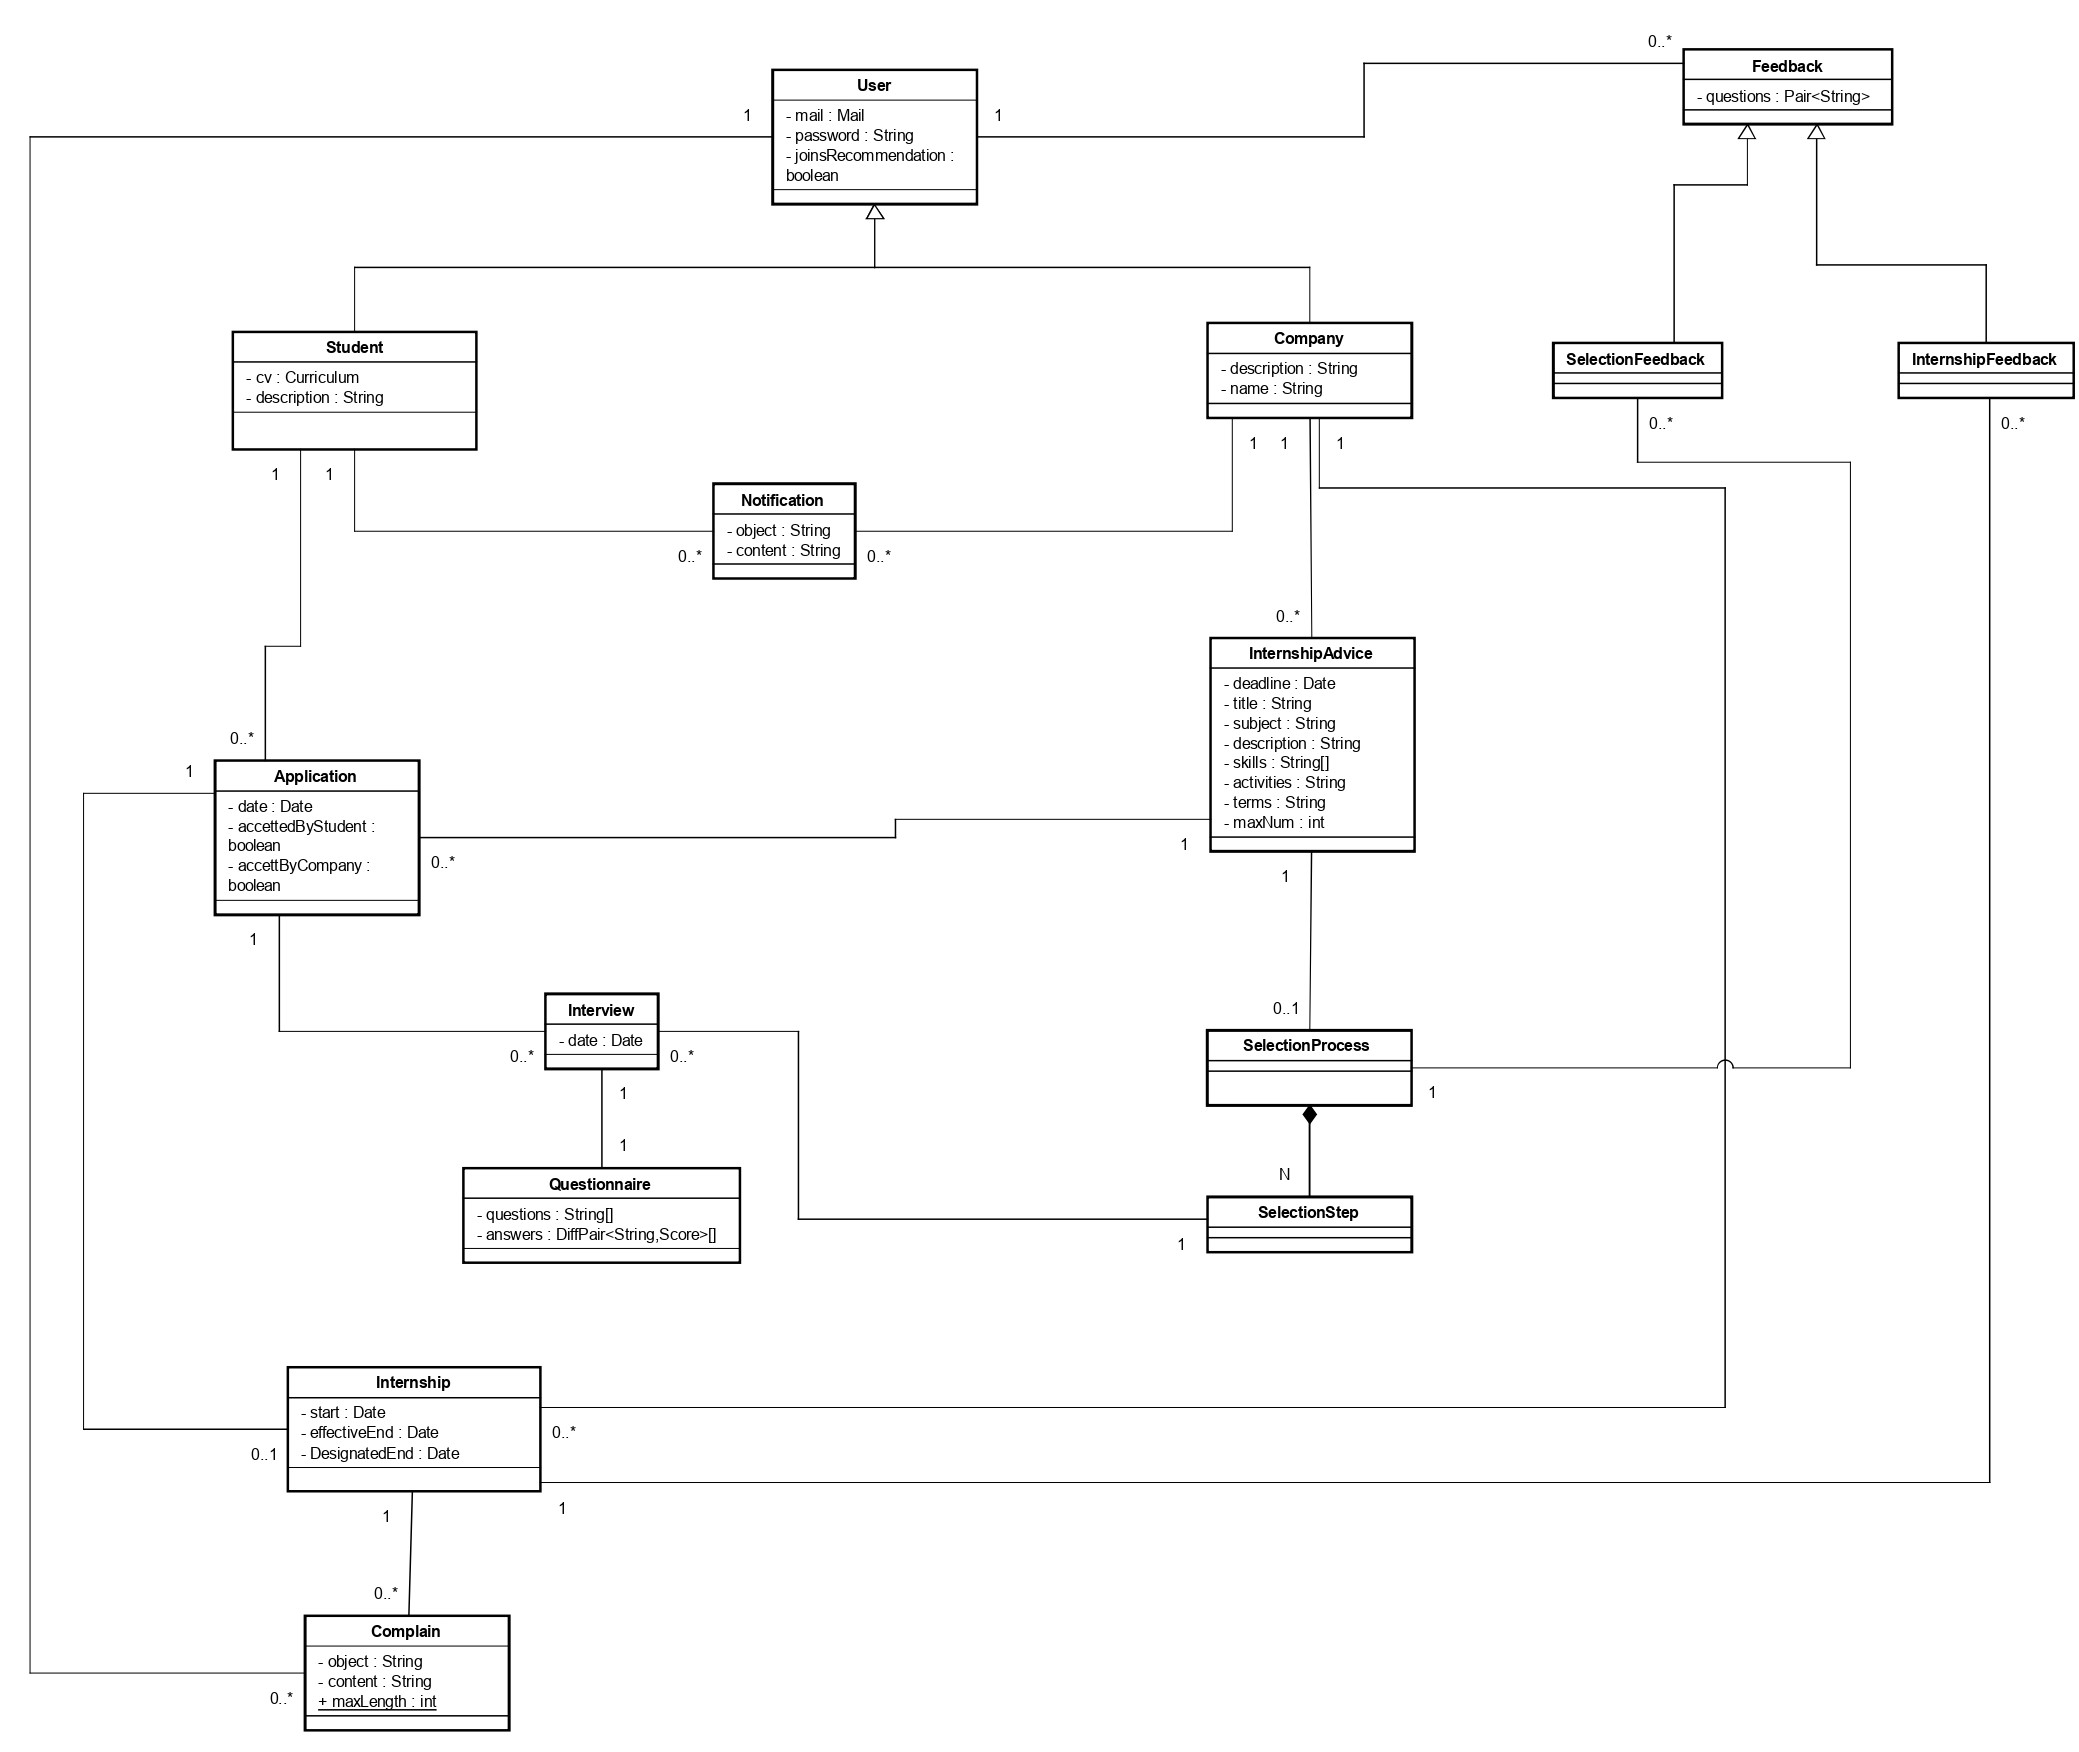 0..*
Feedback
- questions : Pair<String>
User
- mail : Mail
- password : String
- joinsRecommendation :
boolean
1
1
Student
- cv : Curriculum
- description : String
Company
- description : String
- name : String
SelectionFeedback
InternshipFeedback
0..*
0..*
1
1
1
1
1
Notification
- object : String
- content : String
0..*
0..*
0..*
InternshipAdvice
- deadline : Date
- title : String
- subject : String
- description : String
- skills : String[]
- activities : String
- terms : String
- maxNum : int
0..*
1
Application
- date : Date
- accettedByStudent :
boolean
- accettByCompany :
boolean
0..*
1
1
1
Interview
- date : Date
0..*
0..*
0..1
SelectionProcess
1
1
1
Questionnaire
- questions : String[]
- answers : DiffPair<String,Score>[]
N
SelectionStep
1
Internship
- start : Date
- effectiveEnd : Date
- DesignatedEnd : Date
0..*
0..1
1
1
0..*
Complain
- object : String
- content : String
+ maxLength : int
0..*